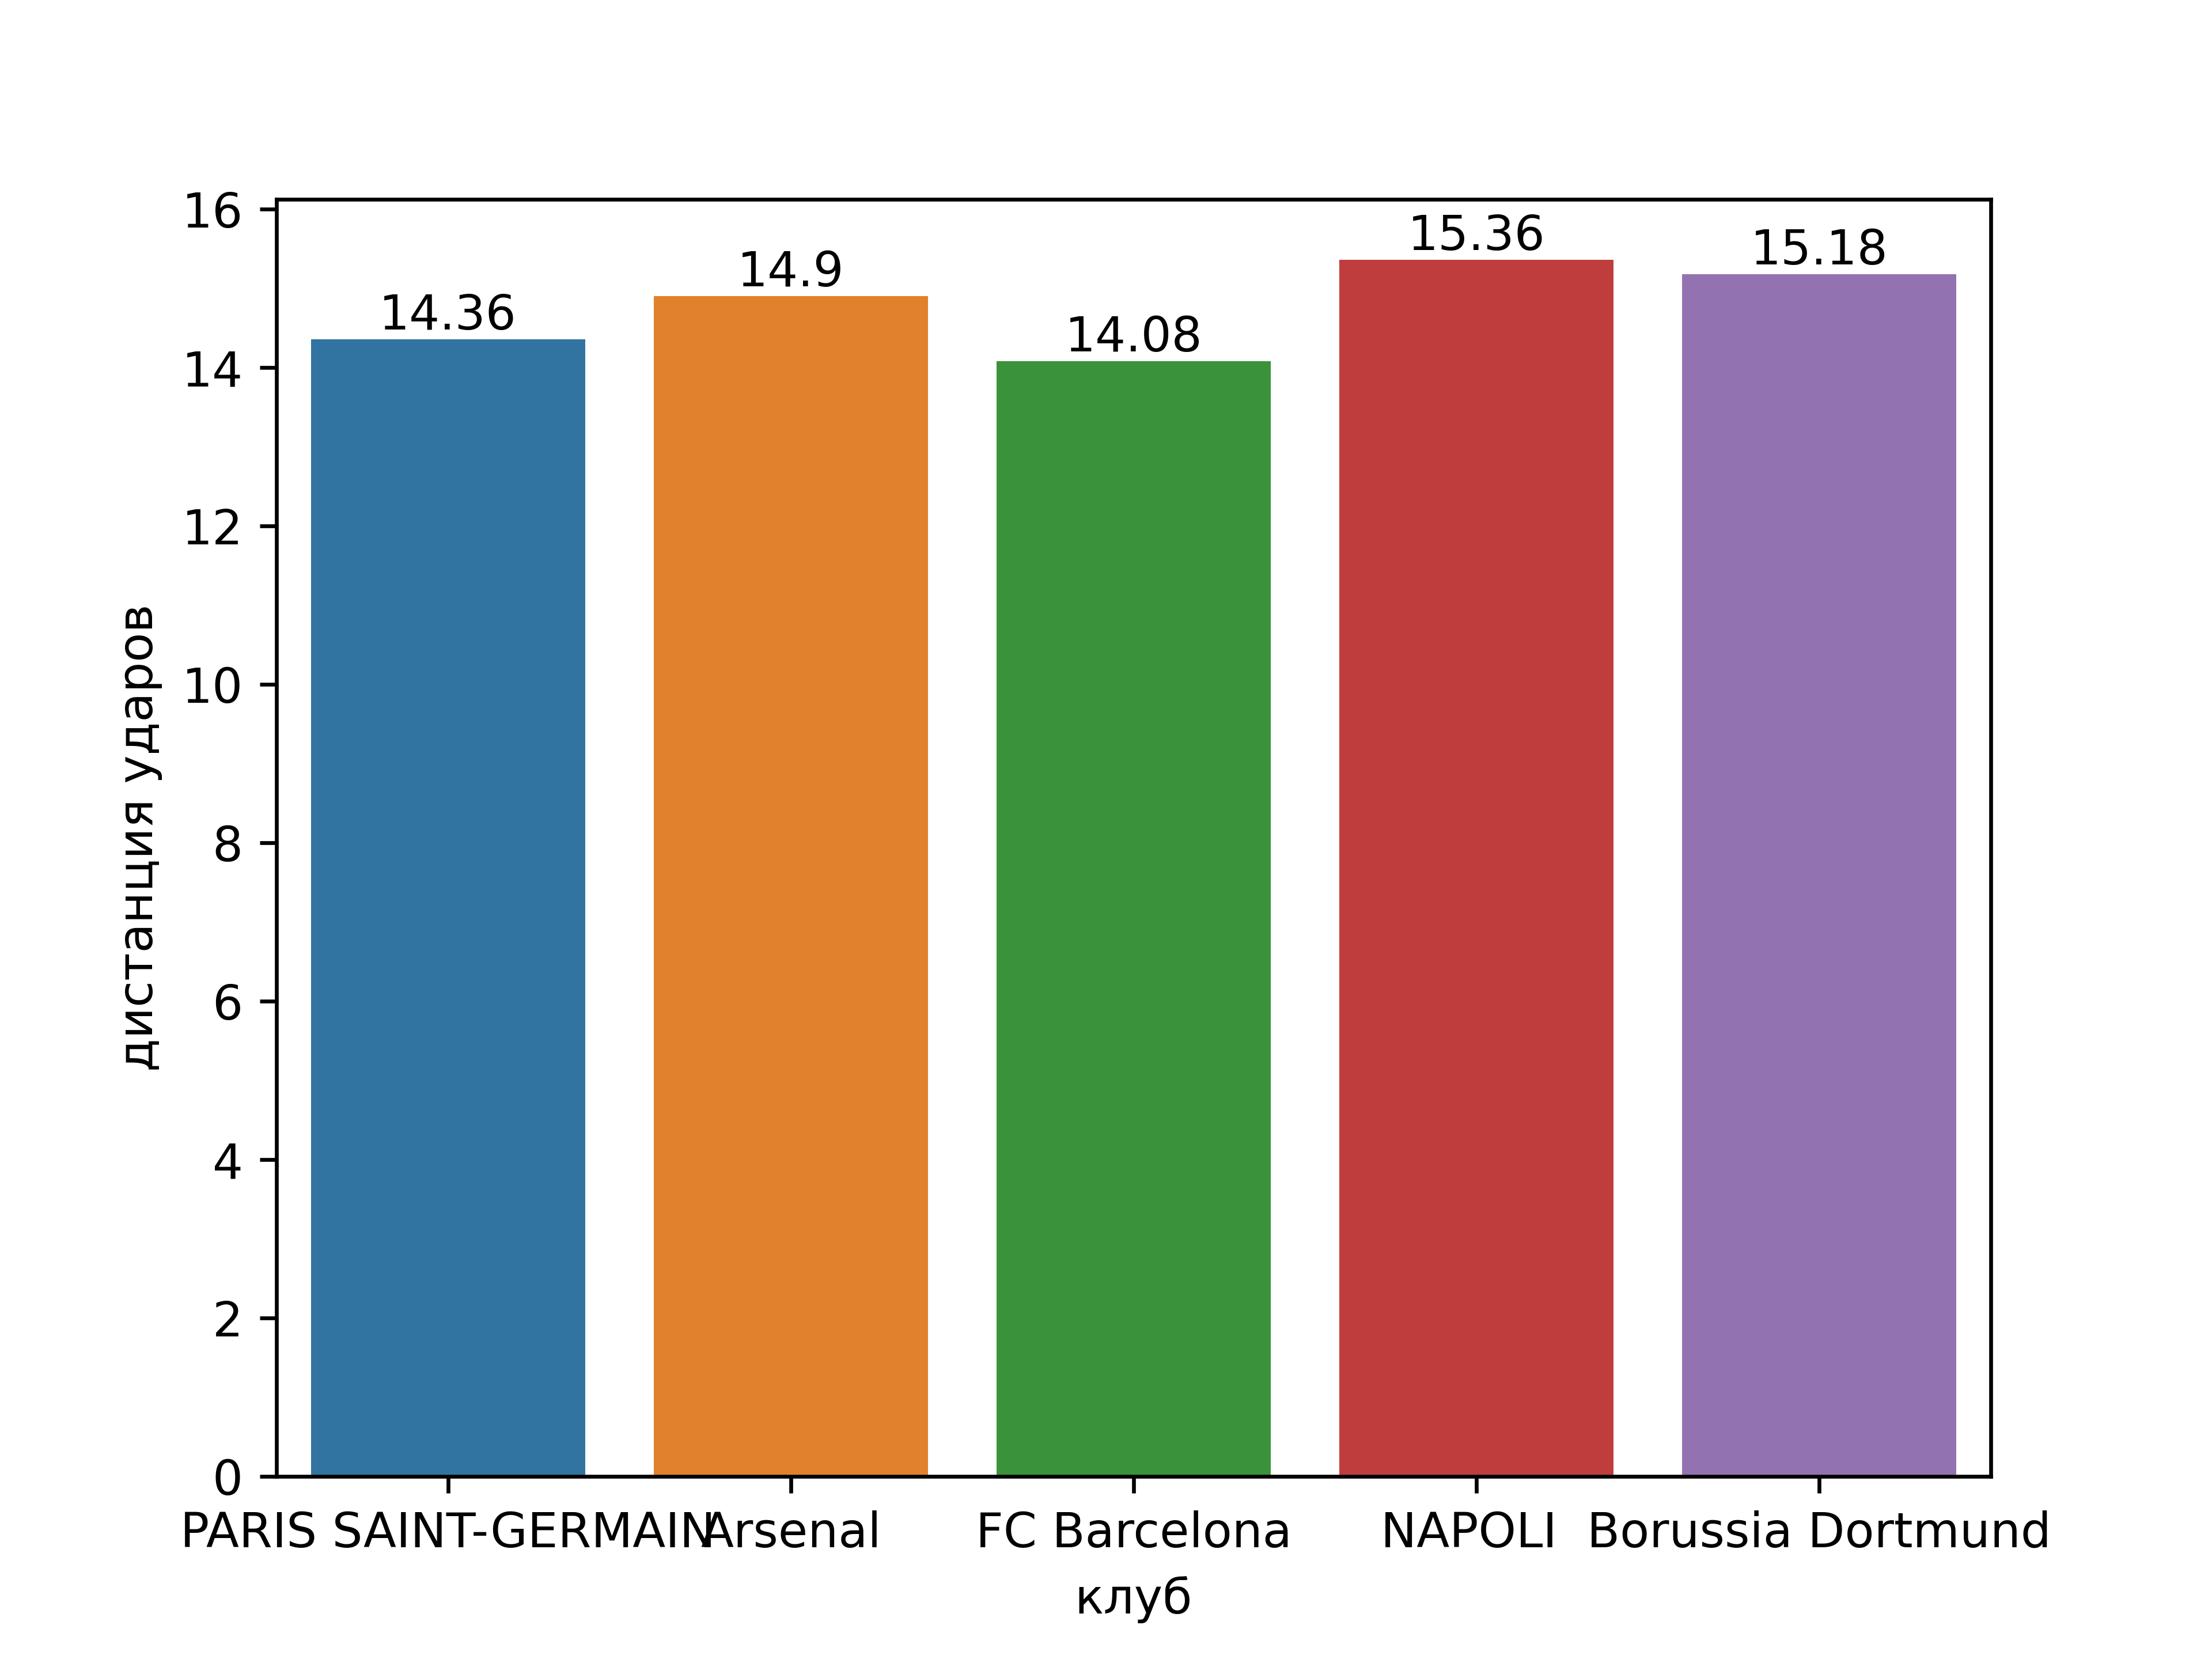 дистанция ударов
16
14
12
10
8
6
4
2
0
14.36
14.9
14.08
15.36
15.18
PARIS SAINT-GERMAIN
Arsenal
FC Barcelona
NAPOLI
Borussia Dortmund
клуб